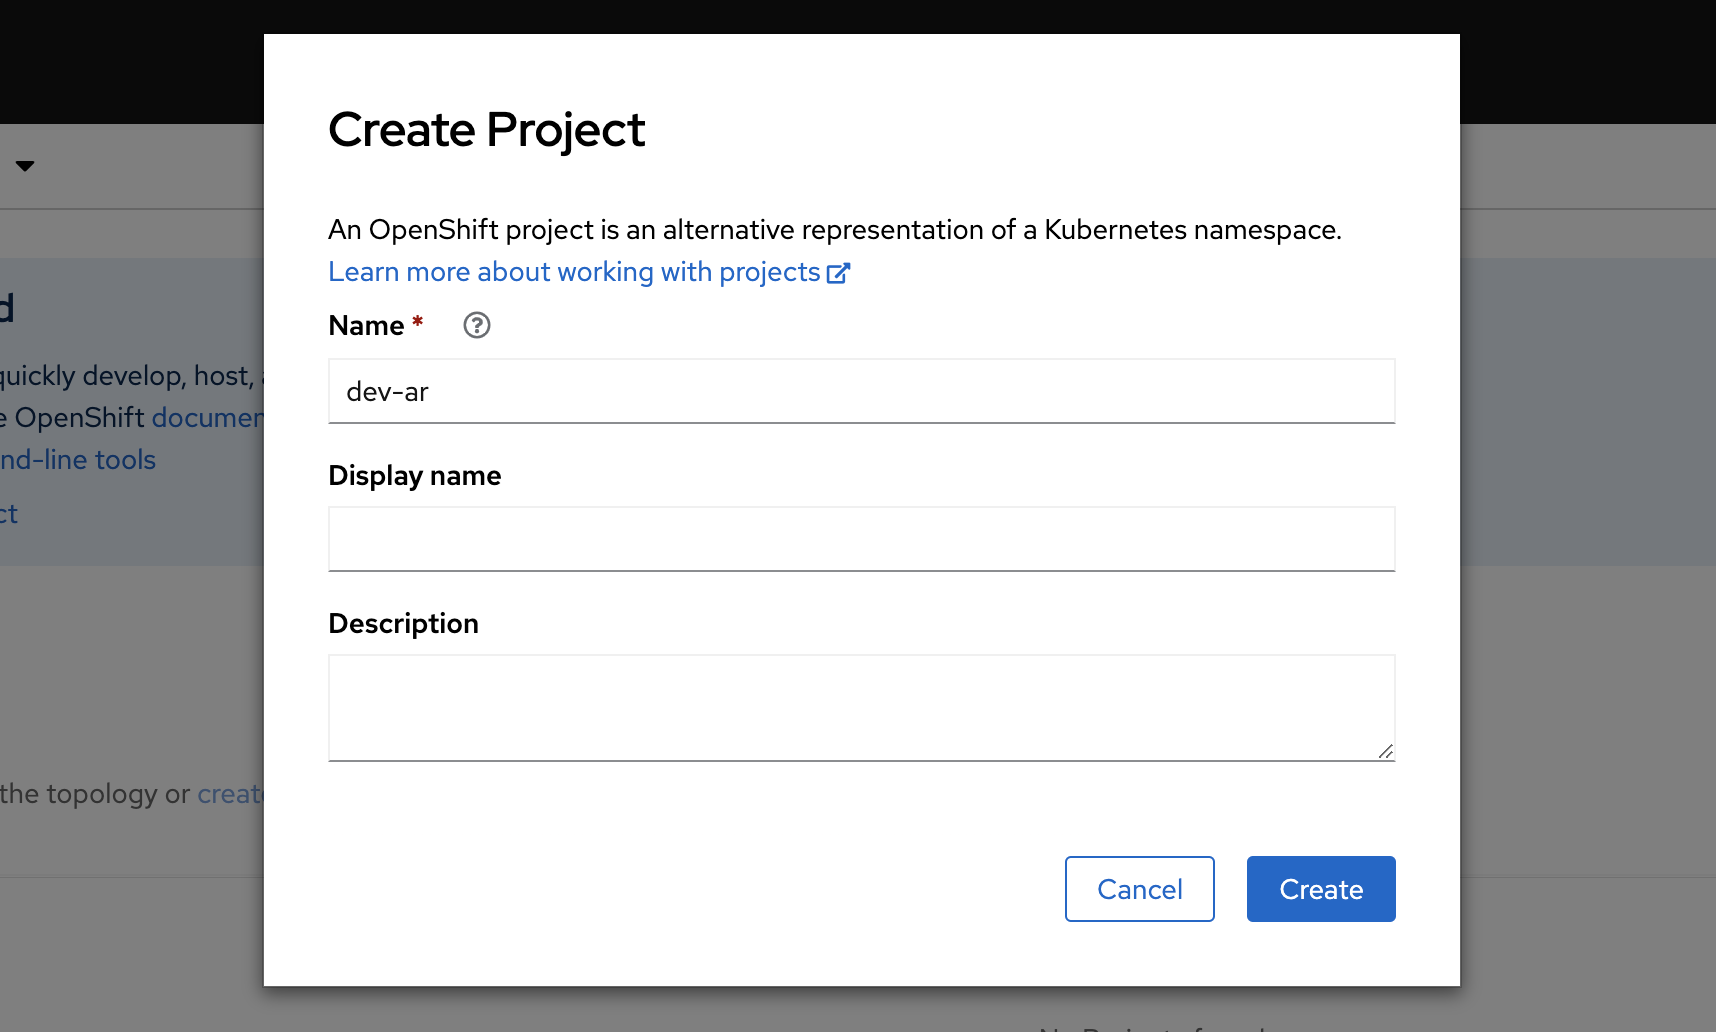 Create Project
An OpenShift project is an alternative representation of a Kubernetes namespace.
Learn more about working with projects
Name *
dev-ar
Display name
Description
Cancel
Create
d
quickly develop, host,
e OpenShift documen
nd-line tools
ct
the topology or create